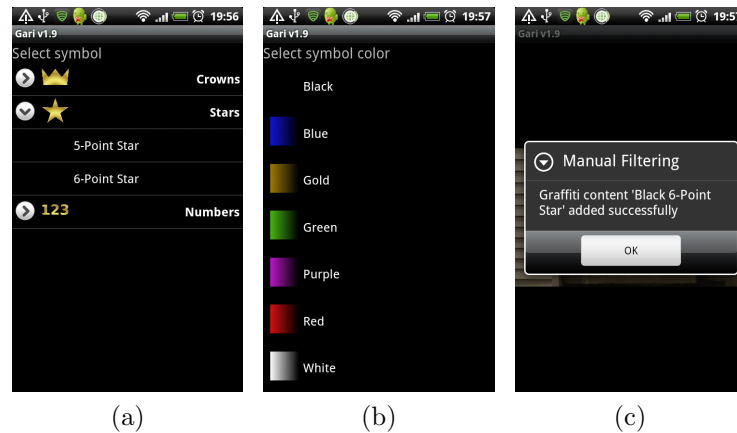 19:56
Gari v1.9
Select symbol
Crowns
Stars
5-Point Star
6-Point Star
123 Numbers
(a)
19:57
Gari v1.9
Select symbol color
Black
Blue
Gold
Green
Purple
Red
White
(b)
19:57
Gari v1.9
Manual Filtering
Graffiti content 'Black 6-Point
Star' added successfully
OK
(c)